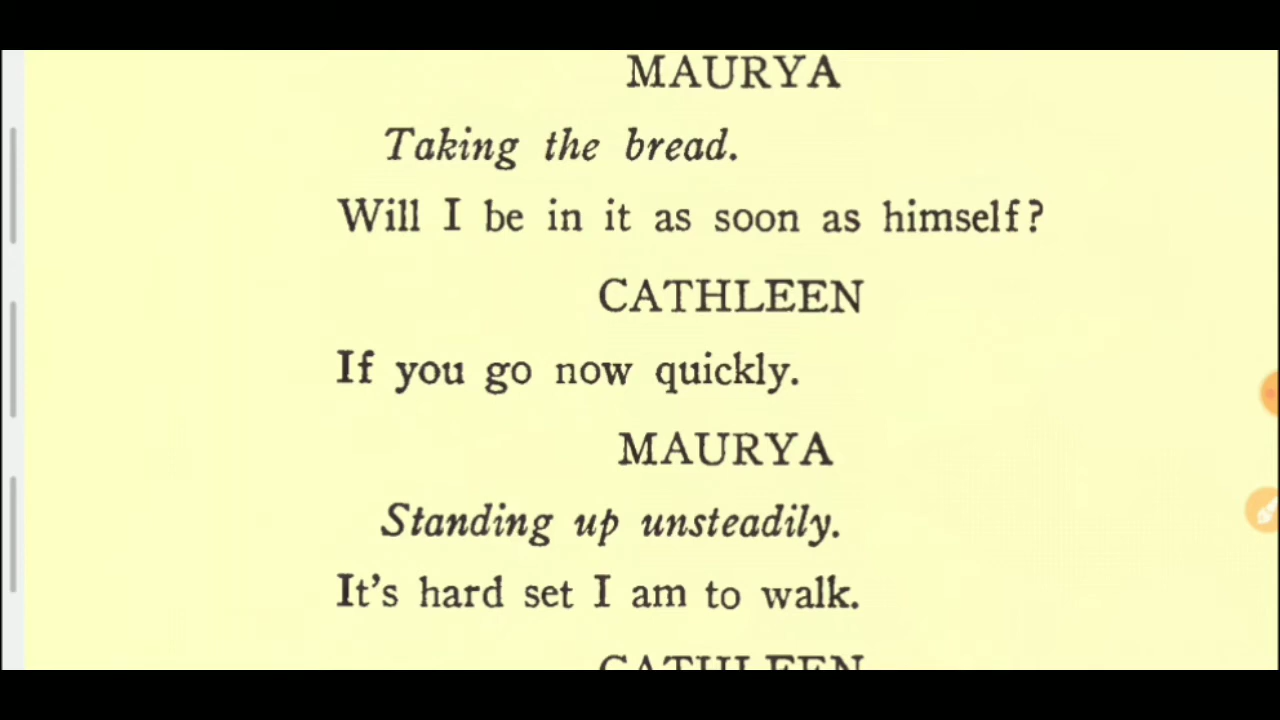 MAURYA
Taking the bread.
Will I be in it as soon as himself?
CATHLEEN
If you go now quickly.
MAURYA
Standing up unsteadily.
It's hard set I am to walk.
CATHLEEN